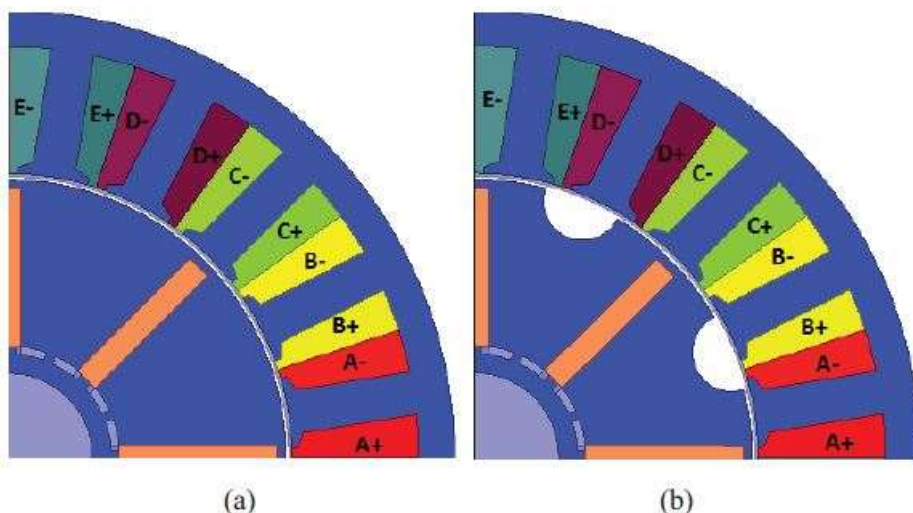 E-
E+
D-
D+
C-
C+
B-
B+
A-
A+
E-
E+
D-
D+
C-
C+
B-
B+
A-
A+
(a)
(b)